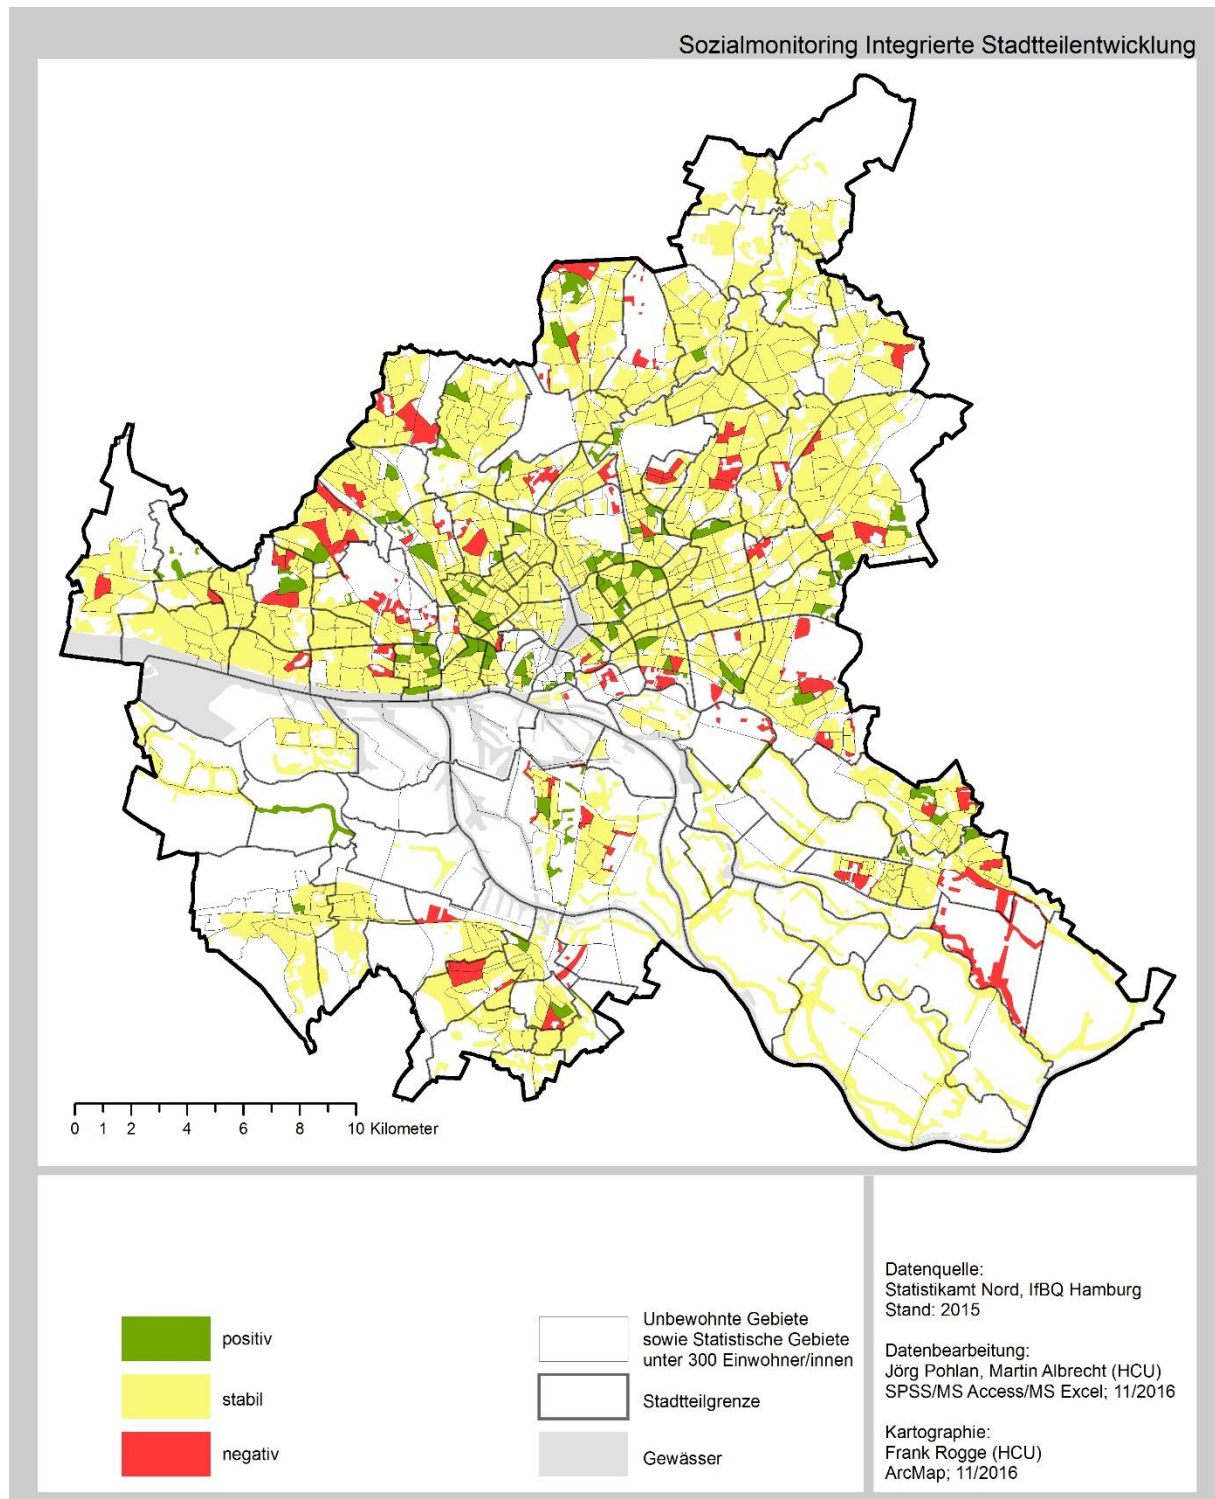 Sozialmonitoring Integrierte Stadtteilentwicklung
0 1 2 4 6 8 10 Kilometer
positiv
stabil
negativ
Unbewohnte Gebiete
sowie Statistische Gebiete
unter 300 Einwohner/innen
Stadtteilgrenze
Gewässer
Datenquelle:
Statistikamt Nord, IfBQ Hamburg
Stand: 2015
Datenbearbeitung:
Jörg Pohlan, Martin Albrecht (HCU)
SPSS/MS Access/MS Excel; 11/2016
Kartographie:
Frank Rogge (HCU)
ArcMap; 11/2016